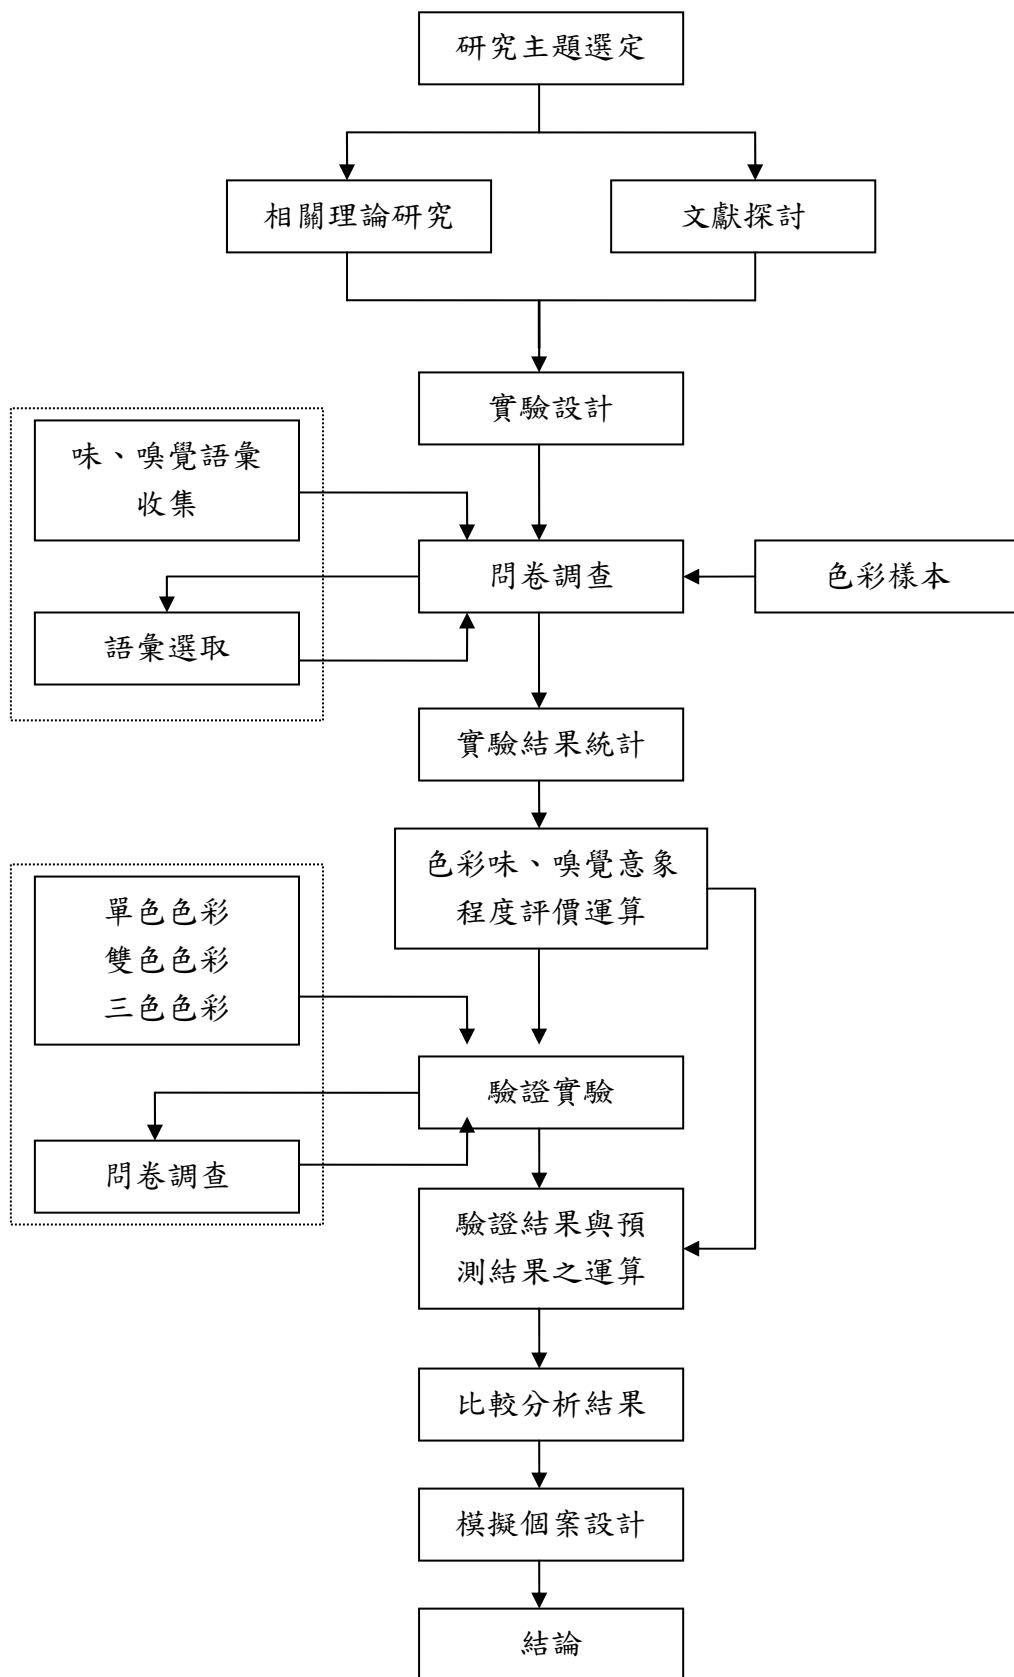 研究主題選定
相關理論研究
文獻探討
實驗設計
味、嗅覺語彙
收集
問卷調查
色彩樣本
語彙選取
實驗結果統計
色彩味、嗅覺意象
程度評價運算
單色色彩
雙色色彩
三色色彩
驗證實驗
問卷調查
驗證結果與預
測結果之運算
比較分析結果
模擬個案設計
結論